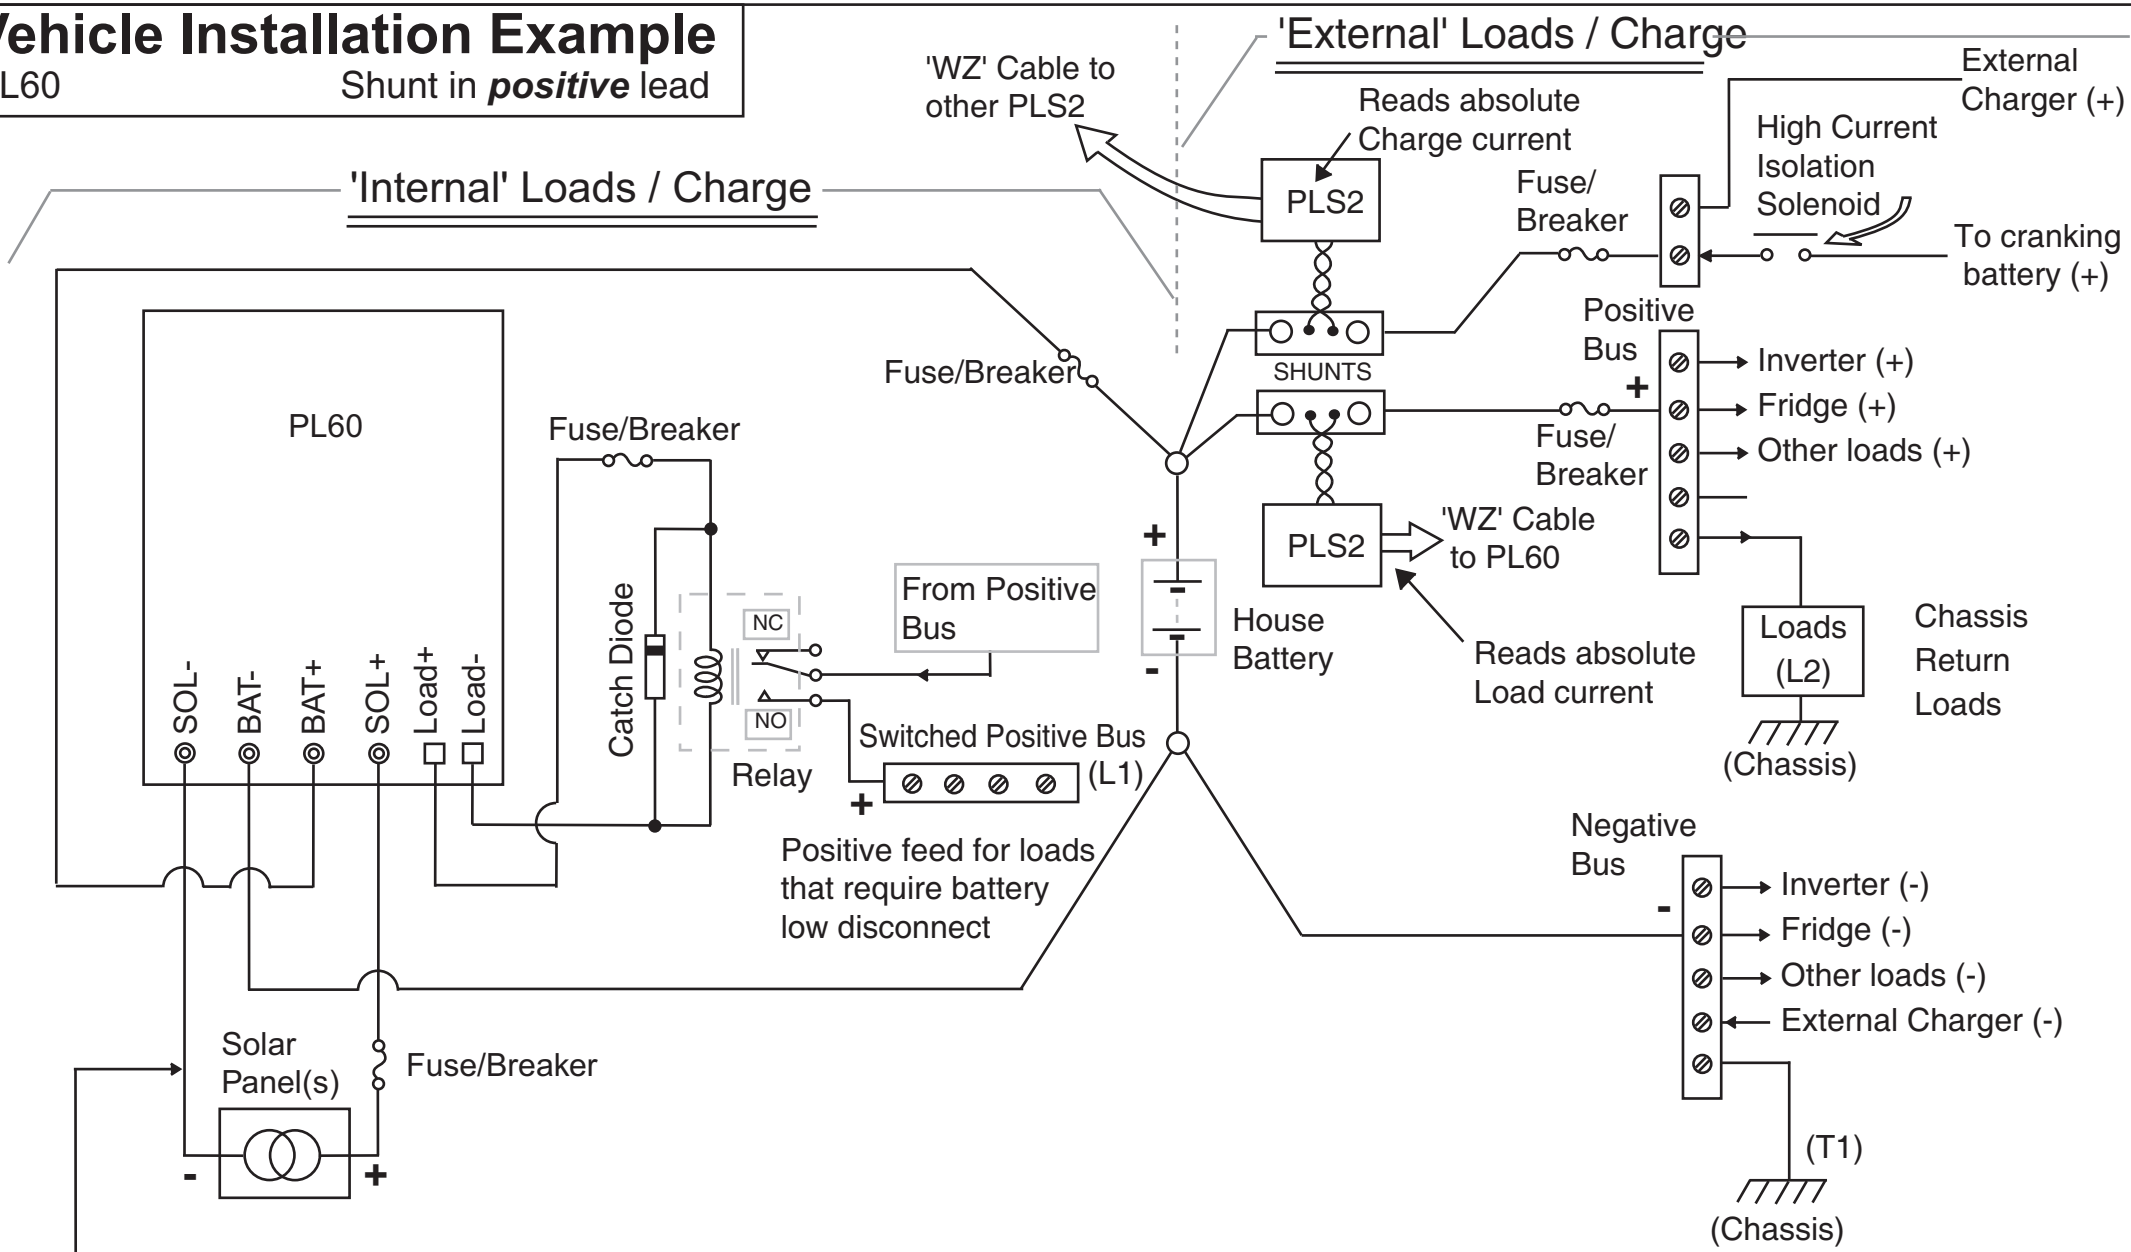 Vehicle Installation Example
L60 Shunt in positive lead
'Internal' Loads / Charge
'WZ' Cable to
other PLS2
'External' Loads / Charge
Reads absolute
Charge current
PLS2
Fuse/
Breaker
External
Charger (+)
High Current
Isolation
Solenoid
To cranking
battery (+)
SHUNTS
Positive
Bus
+
Inverter (+)
Fridge (+)
Other loads (+)
Fuse/
Breaker
PLS2
'WZ' Cable
to PL60
Reads absolute
Load current
Loads
(L2)
(Chassis)
Chassis
Return
Loads
Fuse/Breaker
+
-
House
Battery
PL60
SOL-
BAT-
BAT+
SOL+
Load+
Load-
Fuse/Breaker
Catch Diode
NC
NO
Relay
From Positive
Bus
Switched Positive Bus
(L1)
+
Positive feed for loads
that require battery
low disconnect
Solar
Panel(s)
Fuse/Breaker
- +
Negative
Bus
-
Inverter (-)
Fridge (-)
Other loads (-)
External Charger (-)
(T1)
(Chassis)